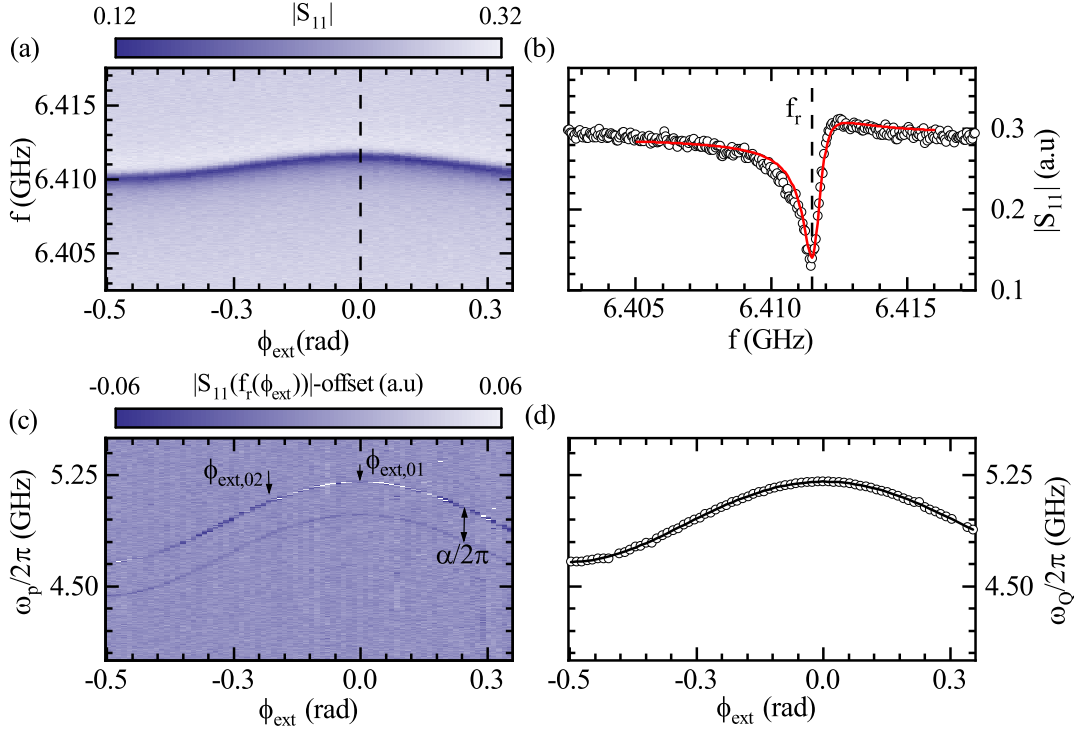 0.12 |S₁₁| 0.32
(a)
6.415
6.410
6.405
f (GHz)
-0.5 -0.3 0.0 0.3
ϕext(rad)
(b)
fr
0.3
0.2
0.1
|S₁₁| (a.u)
6.405 6.410 6.415
f (GHz)
-0.06 |S₁₁(fr(ϕext))|-offset (a.u) 0.06
(c)
5.25
4.50
ωp/2π (GHz)
ϕext,02
ϕext,01
α/2π
-0.5 -0.3 0.0 0.3
ϕext (rad)
(d)
5.25
4.50
ωQ/2π (GHz)
-0.5 -0.3 0.0 0.3
ϕext (rad)